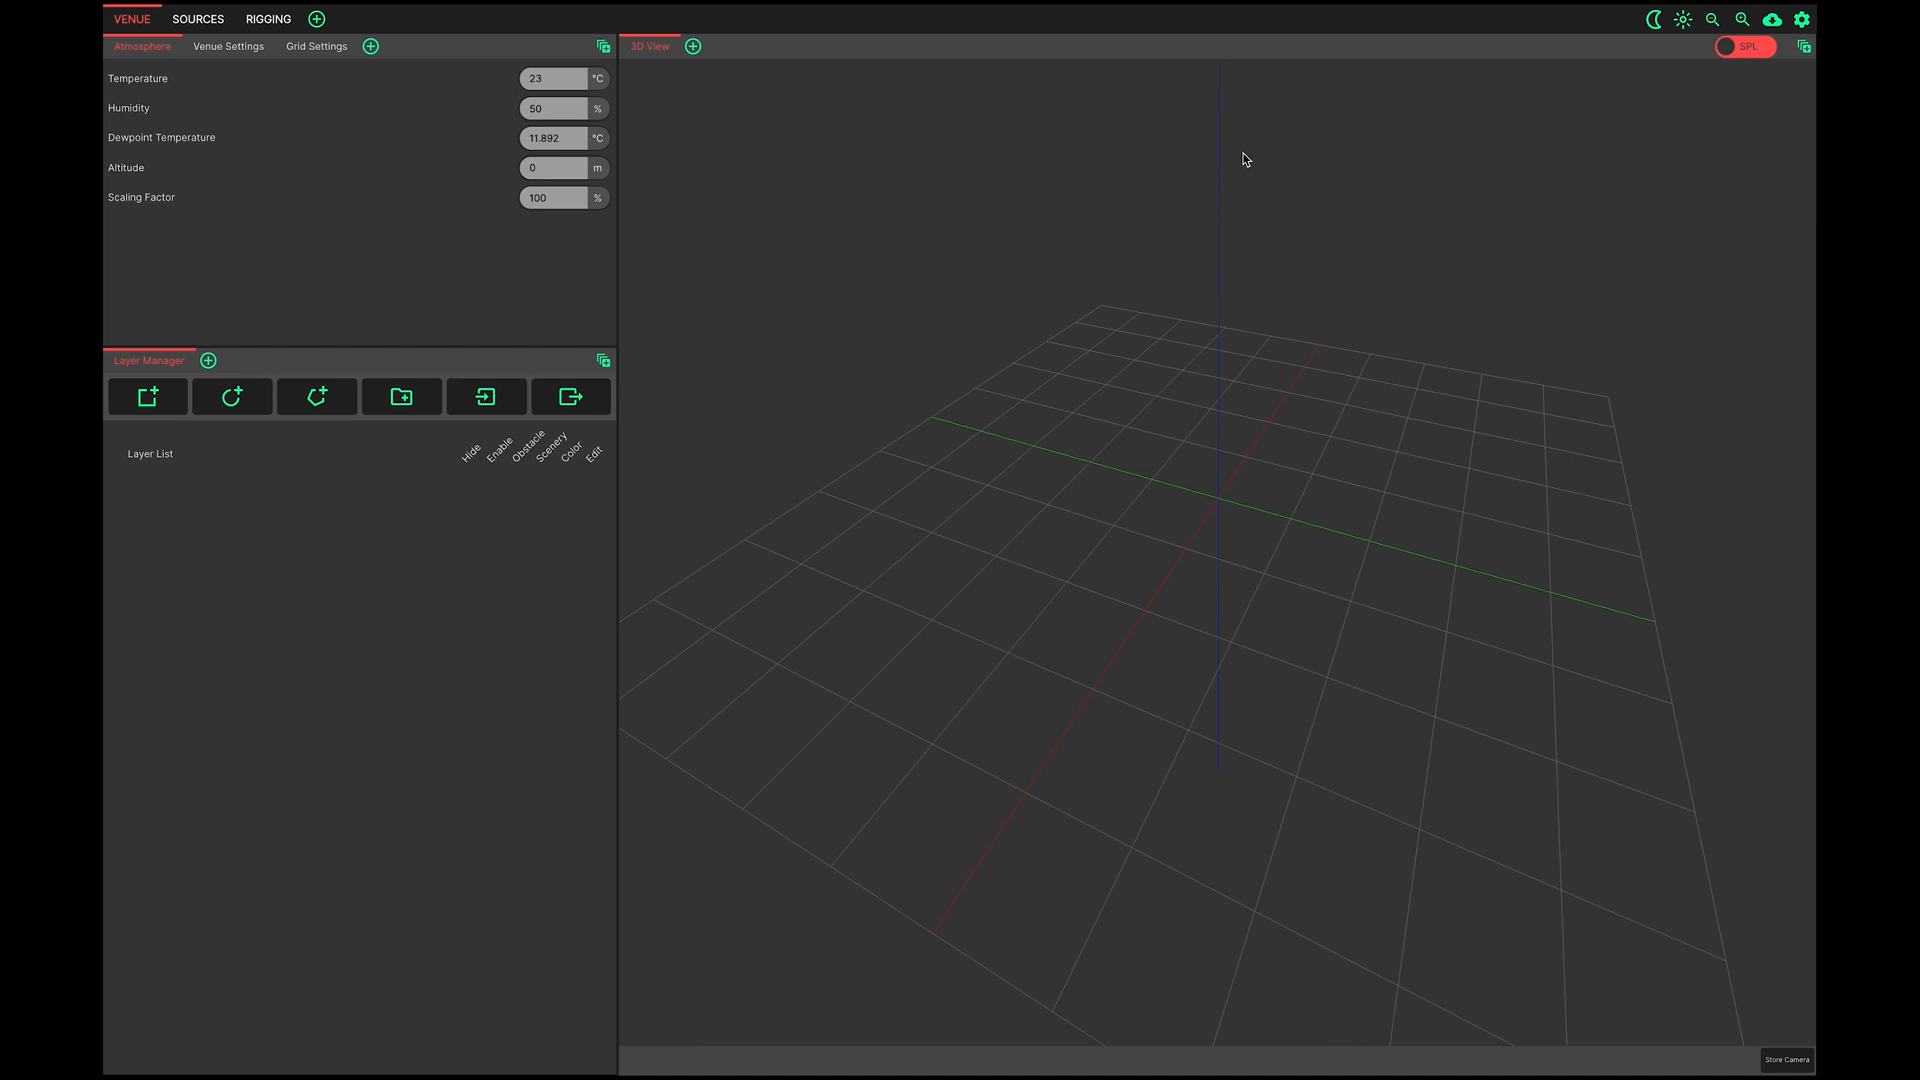 VENUE SOURCES RIGGING
Atmosphere Venue Settings Grid Settings
3D View SPL
Temperature 23 °C
Humidity 50 %
Dewpoint Temperature 11.892 °C
Altitude 0 m
Scaling Factor 100 %
Layer Manager
Layer List Hide Enable Obstacle Scenery Color Edit
Store Camera